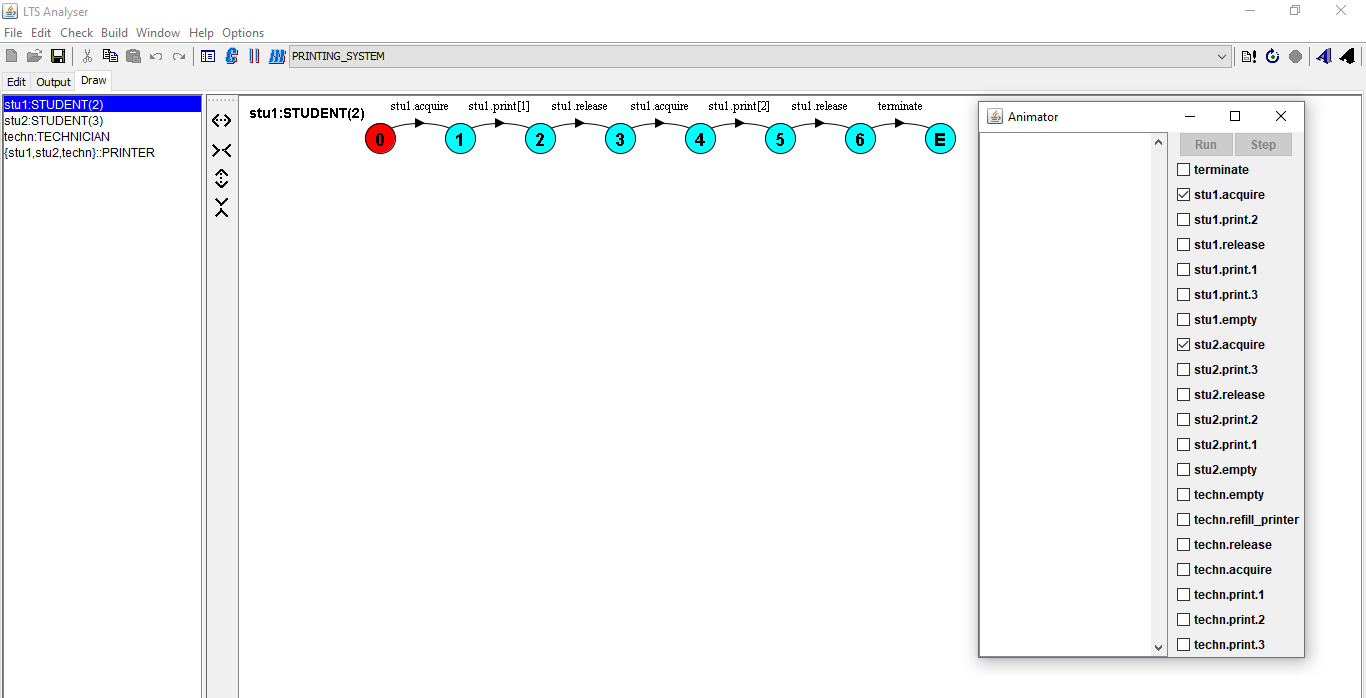 LTS Analyser
File Edit Check Build Window Help Options
PRINTING_SYSTEM
Edit Output Draw
stu1:STUDENT(2)
stu2:STUDENT(3)
techn:TECHNICIAN
{stu1,stu2,techn}::PRINTER
stu1.acquire stu1.print[1] stu1.release stu1.acquire stu1.print[2] stu1.release terminate
stu1:STUDENT(2)
0 1 2 3 4 5 6 E
Animator
Run Step
terminate
stu1.acquire
stu1.print.2
stu1.release
stu1.print.1
stu1.print.3
stu1.empty
stu2.acquire
stu2.print.3
stu2.release
stu2.print.2
stu2.print.1
stu2.empty
techn.empty
techn.refill_printer
techn.release
techn.acquire
techn.print.1
techn.print.2
techn.print.3